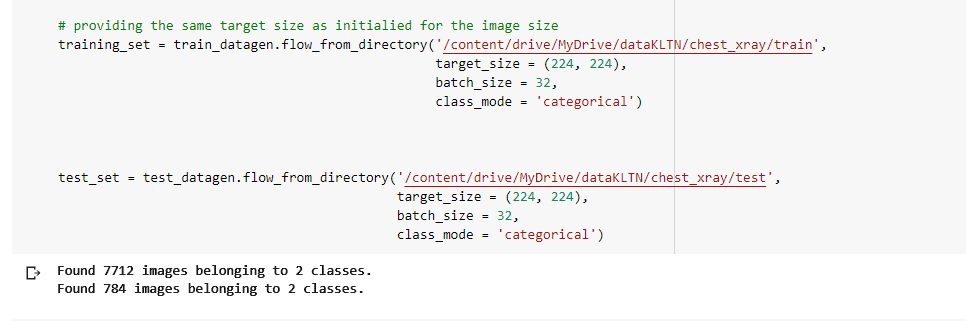 # providing the same target size as initialied for the image size
training_set = train_datagen.flow_from_directory('/content/drive/MyDrive/dataKLTN/chest_xray/train',
target_size = (224, 224),
batch_size = 32,
class_mode = 'categorical')
test_set = test_datagen.flow_from_directory('/content/drive/MyDrive/dataKLTN/chest_xray/test',
target_size = (224, 224),
batch_size = 32,
class_mode = 'categorical')
Found 7712 images belonging to 2 classes.
Found 784 images belonging to 2 classes.